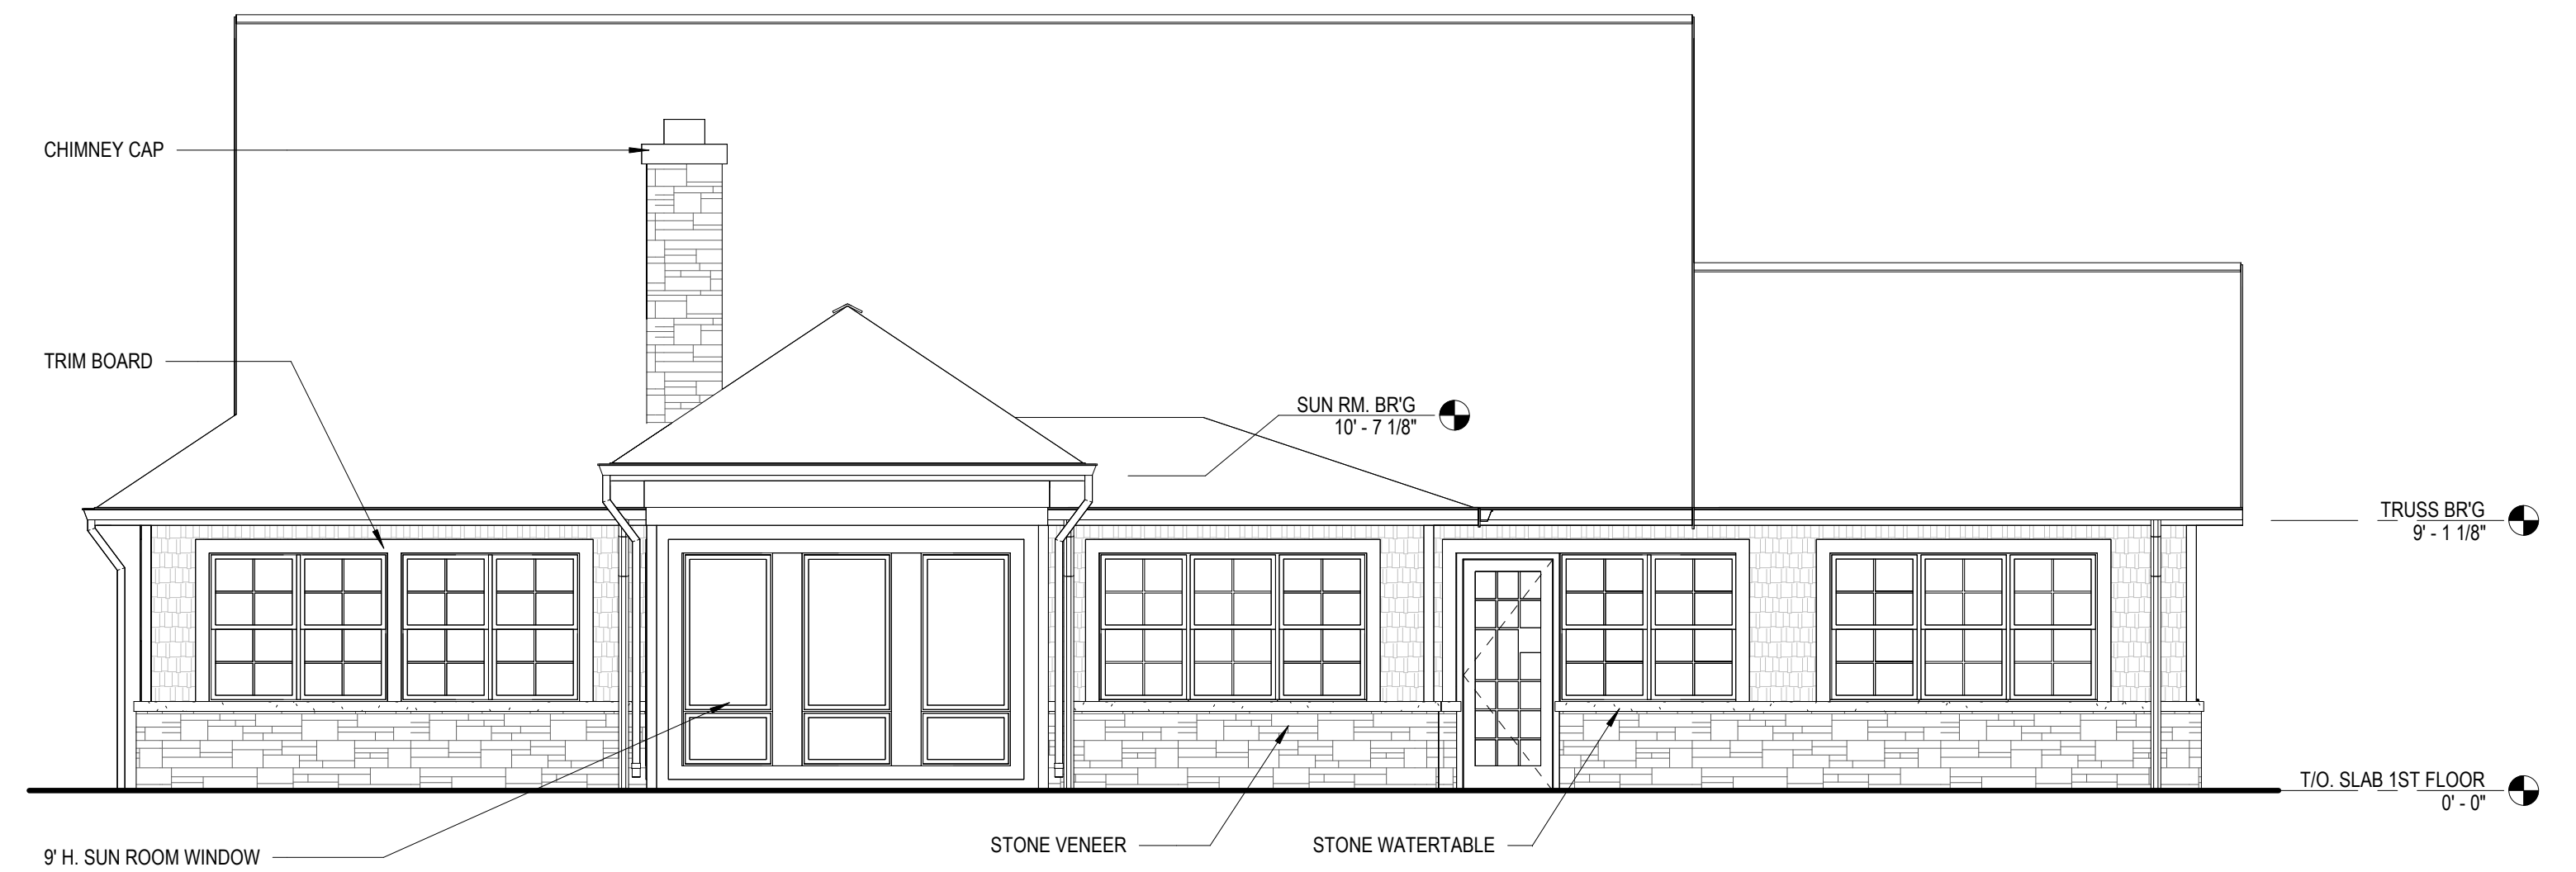 CHIMNEY CAP
TRIM BOARD
SUN RM. BR'G
10' - 7 1/8"
TRUSS BR'G
9' - 1 1/8"
T/O. SLAB 1ST FLOOR
0' - 0"
STONE VENEER
STONE WATERTABLE
9' H. SUN ROOM WINDOW